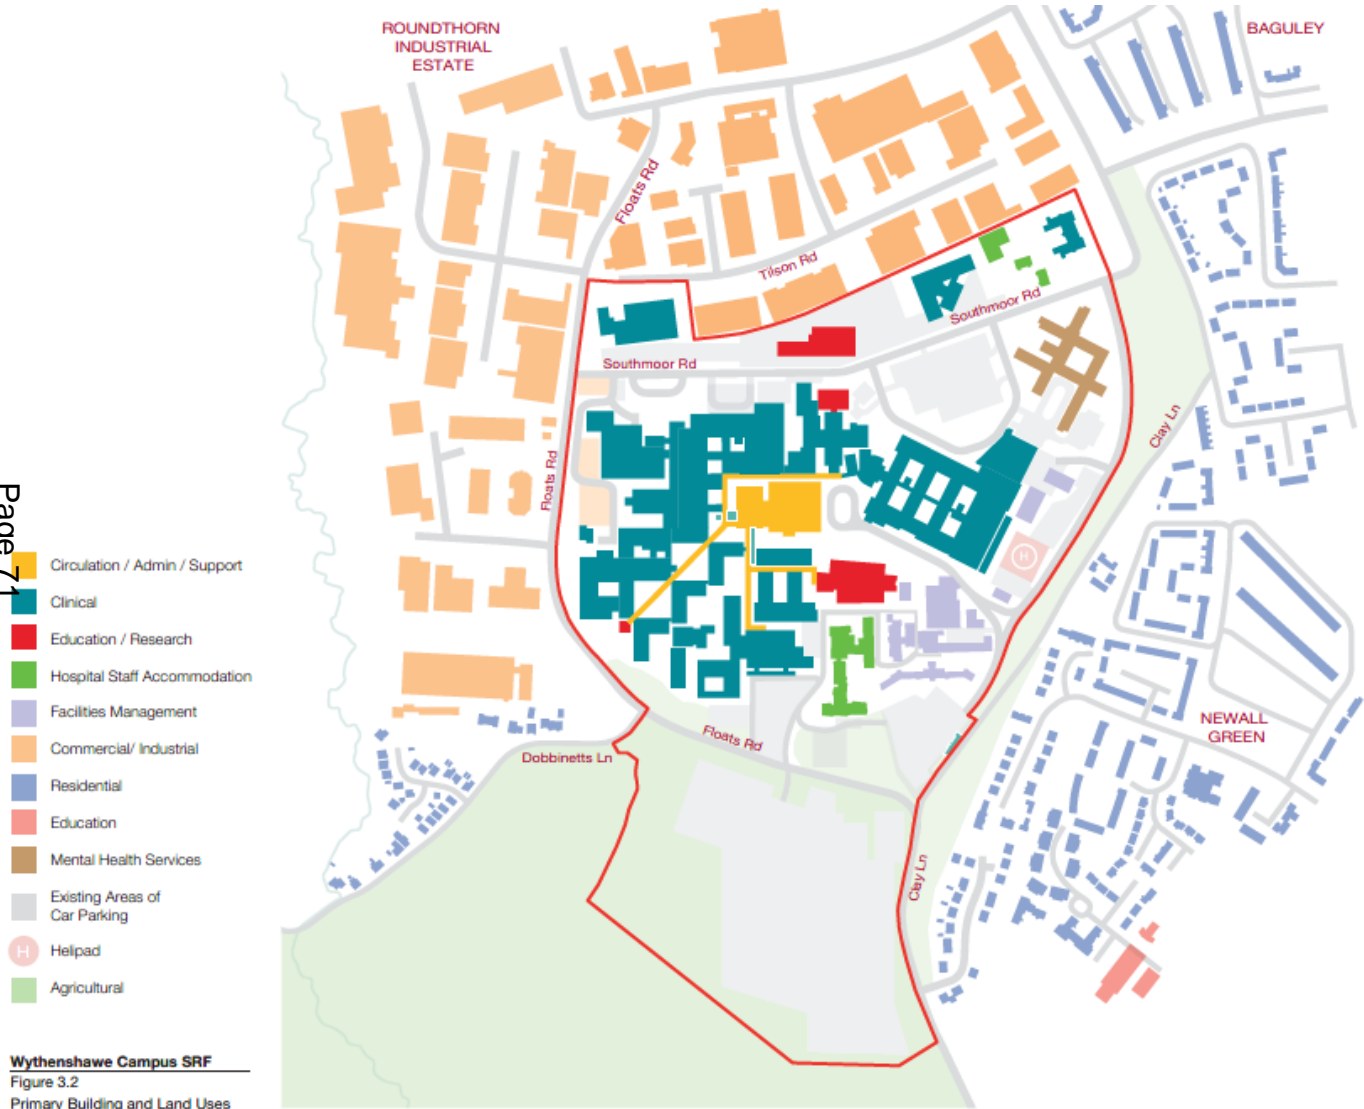 ROUNDTHORN
INDUSTRIAL
ESTATE
BAGULEY
Floats Rd
Tilson Rd
Southmoor Rd
Southmoor Rd
Clay Ln
Floats Rd
Page 71
Circulation / Admin / Support
Clinical
Education / Research
Hospital Staff Accommodation
Facilities Management
Commercial/ Industrial
Residential
Education
Mental Health Services
Existing Areas of
Car Parking
H
Helipad
Agricultural
H
NEWALL
GREEN
Floats Rd
Dobbinetts Ln
Clay Ln
Wythenshawe Campus SRF
Figure 3.2
Primary Building and Land Uses